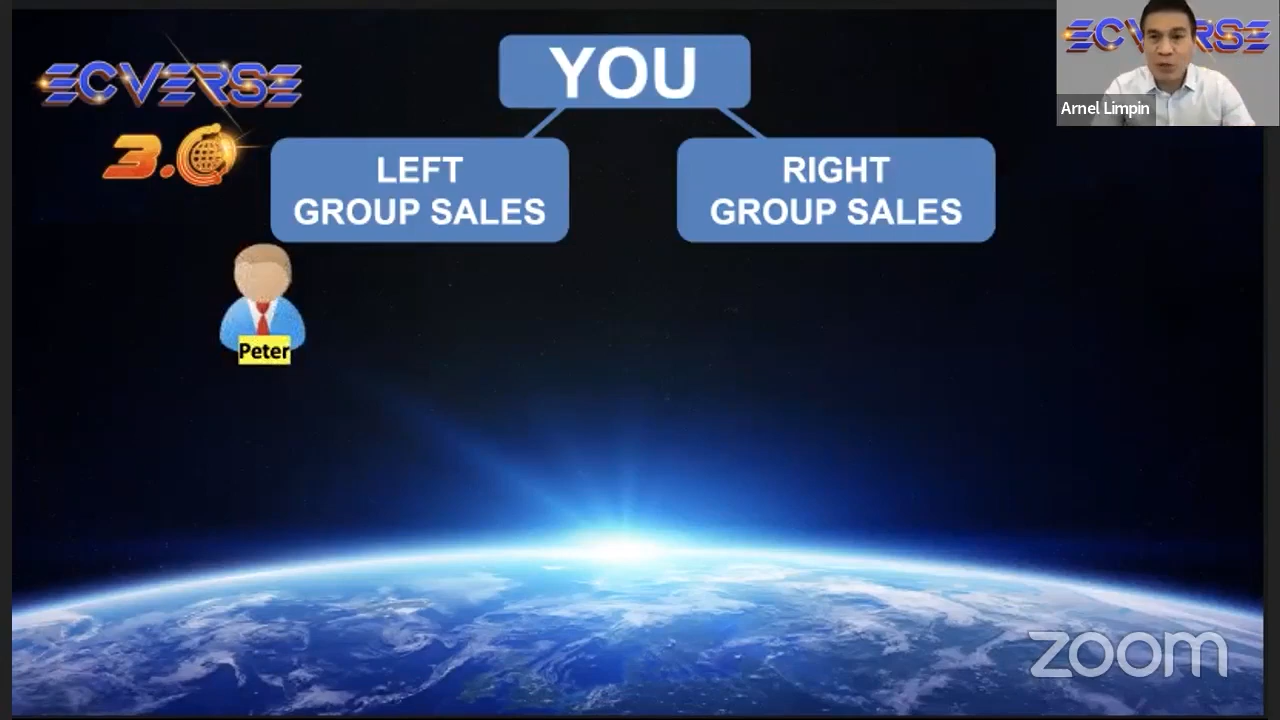 YOU
ECVERSE
3.0
LEFT
GROUP SALES
RIGHT
GROUP SALES
Peter
ECVERSE
Arnel Limpin
zoom